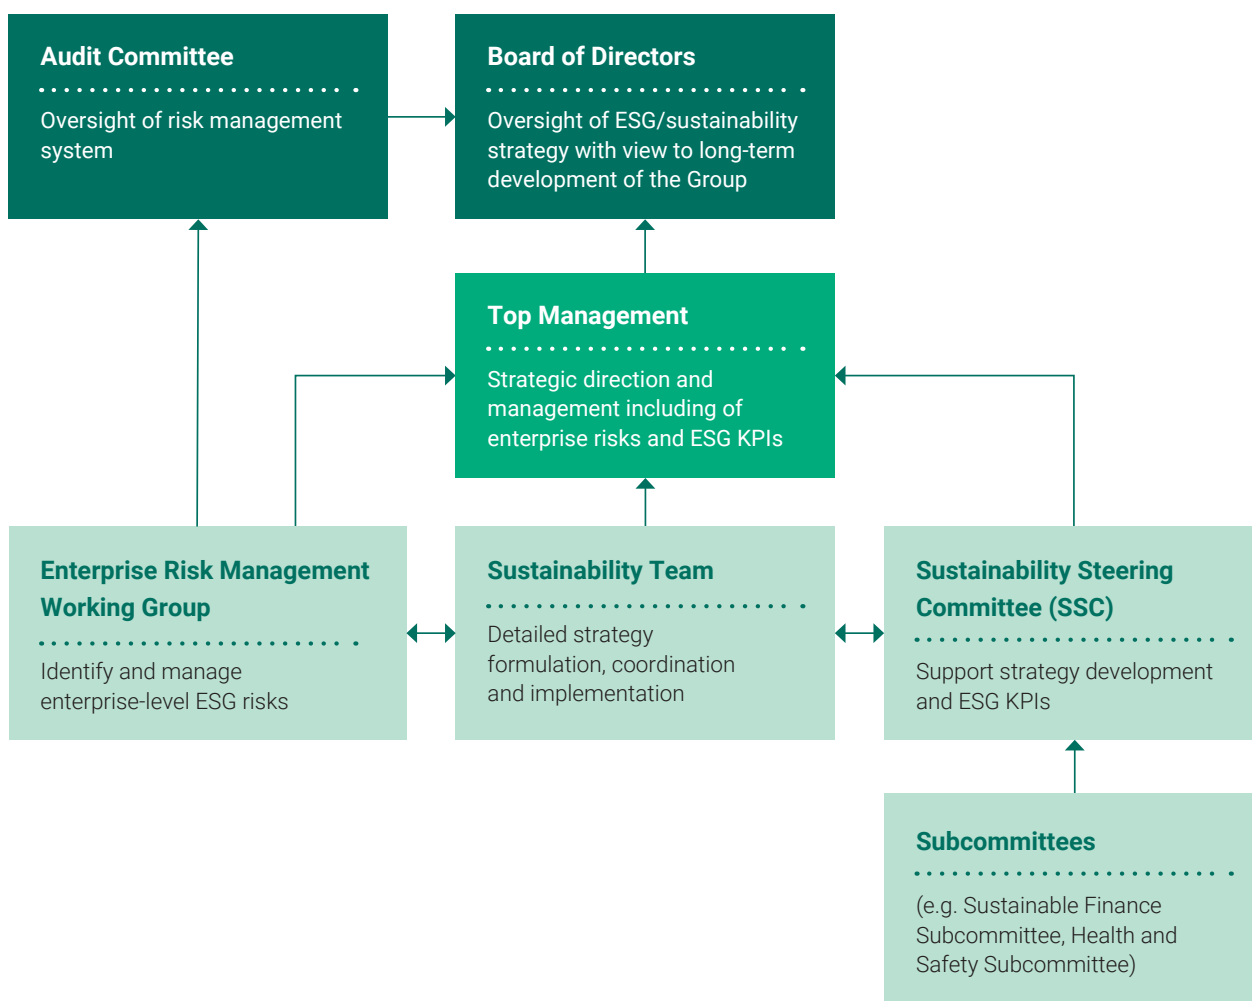 Audit Committee
Oversight of risk management
system
Board of Directors
Oversight of ESG/sustainability
strategy with view to long-term
development of the Group
Top Management
Strategic direction and
management including of
enterprise risks and ESG KPIs
Enterprise Risk Management
Working Group
Identify and manage
enterprise-level ESG risks
Sustainability Team
Detailed strategy
formulation, coordination
and implementation
Sustainability Steering
Committee (SSC)
Support strategy development
and ESG KPIs
Subcommittees
(e.g. Sustainable Finance
Subcommittee, Health and
Safety Subcommittee)